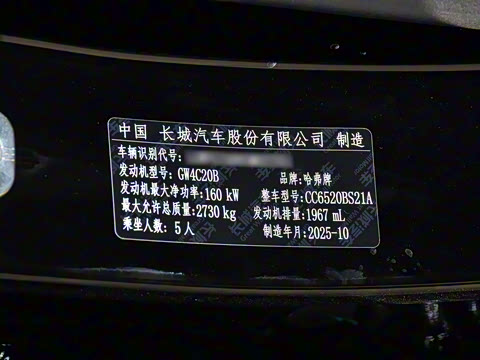 中国 长城汽车股份有限公司 制造
车辆识别代号:
发动机型号:GW4C20B 品牌:哈弗牌
发动机最大净功率:160 kW 整车型号:CC6520BS21A
最大允许总质量:2730 kg 发动机排量:1967 mL
乘坐人数: 5 人 制造年月:2025-10